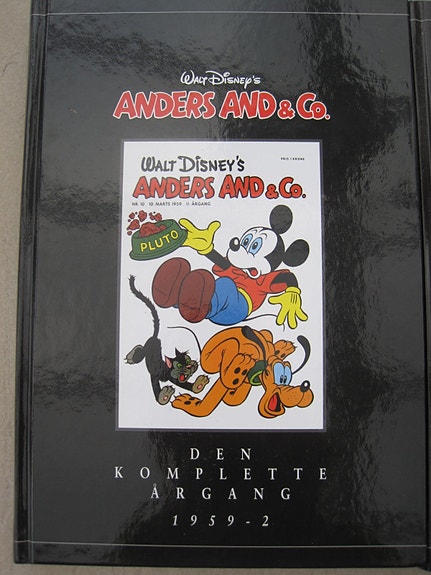 WALT DISNEY'S
ANDERS AND & Co.
WALT DISNEY'S
PRIS 1 KRONE
ANDERS AND & Co.
NR. 10 10. MARTS 1959 11. ÅRGANG
PLUTO
DEN
KOMPLETTE
ÅRGANG
1959-2